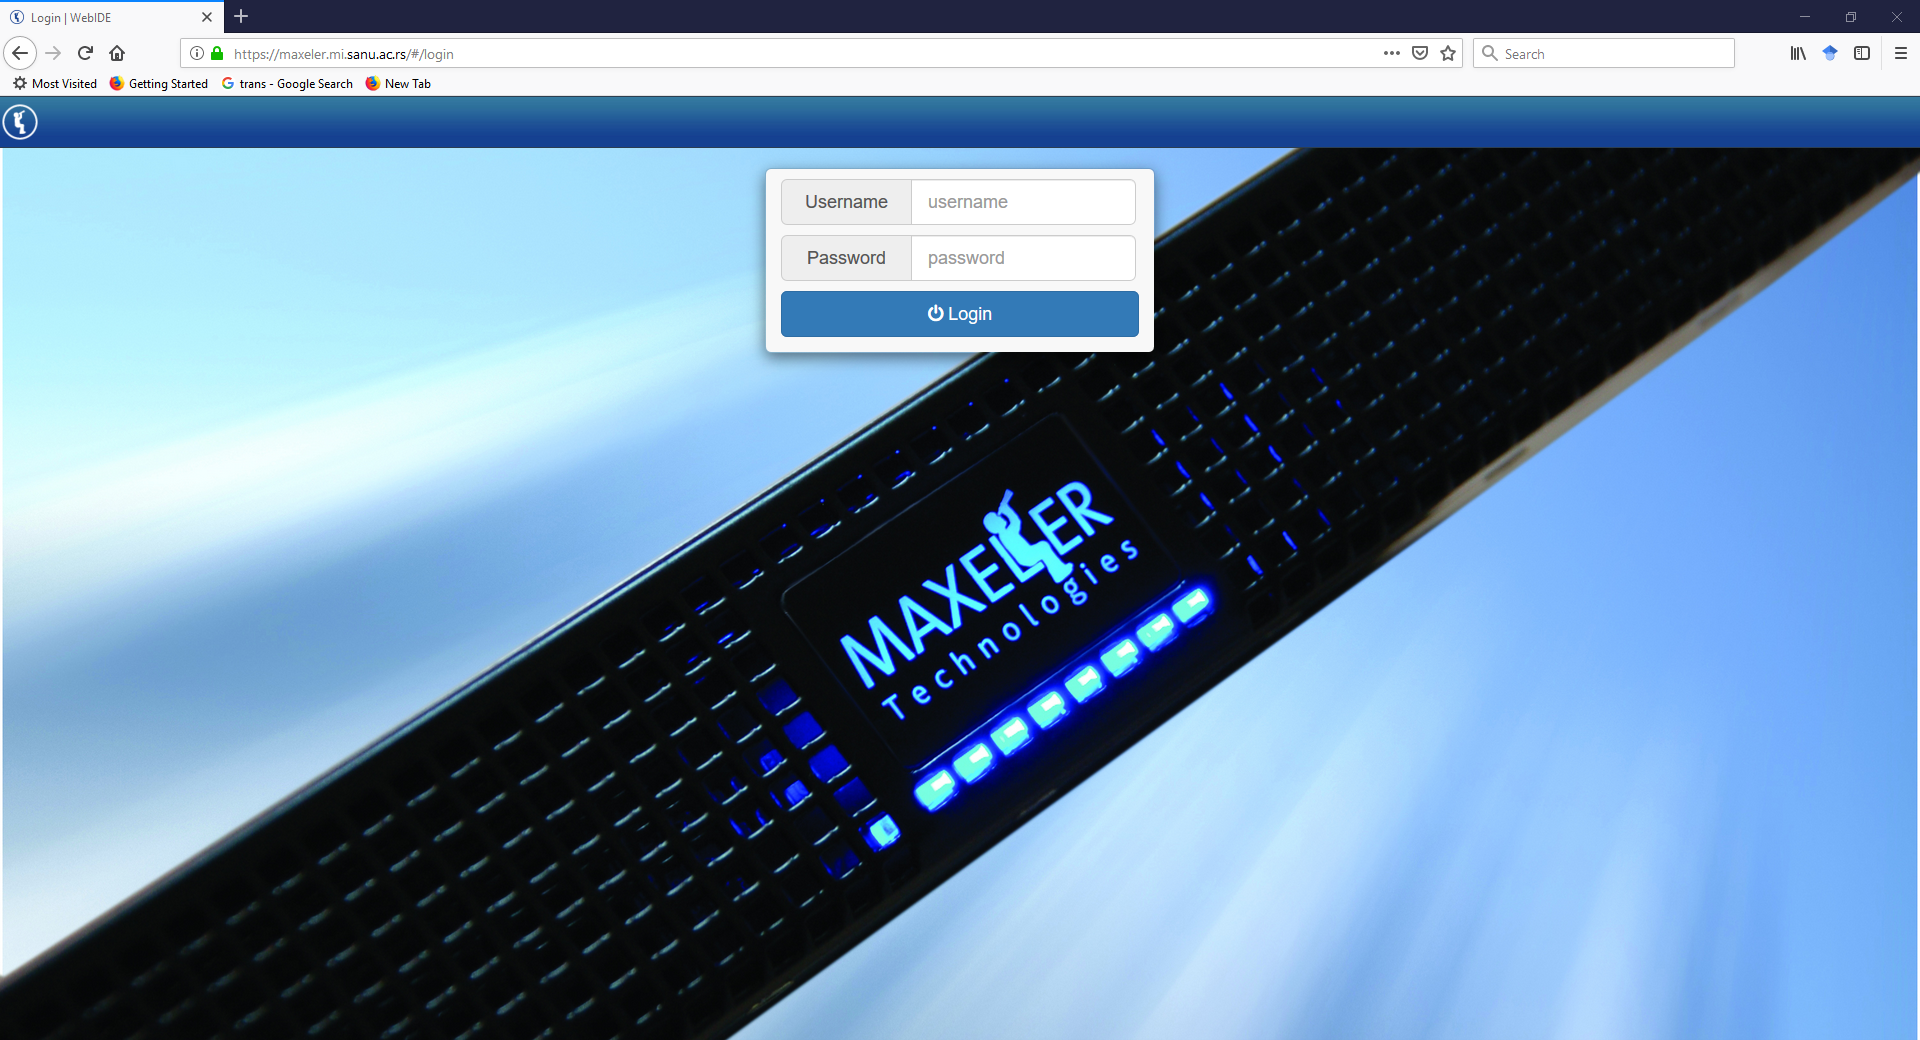 Login | WebIDE
https://maxeler.mi.sanu.ac.rs/#/login
Search
Most Visited
Getting Started
trans - Google Search
New Tab
Username
username
Password
password
Login
MAXELER
Technologies